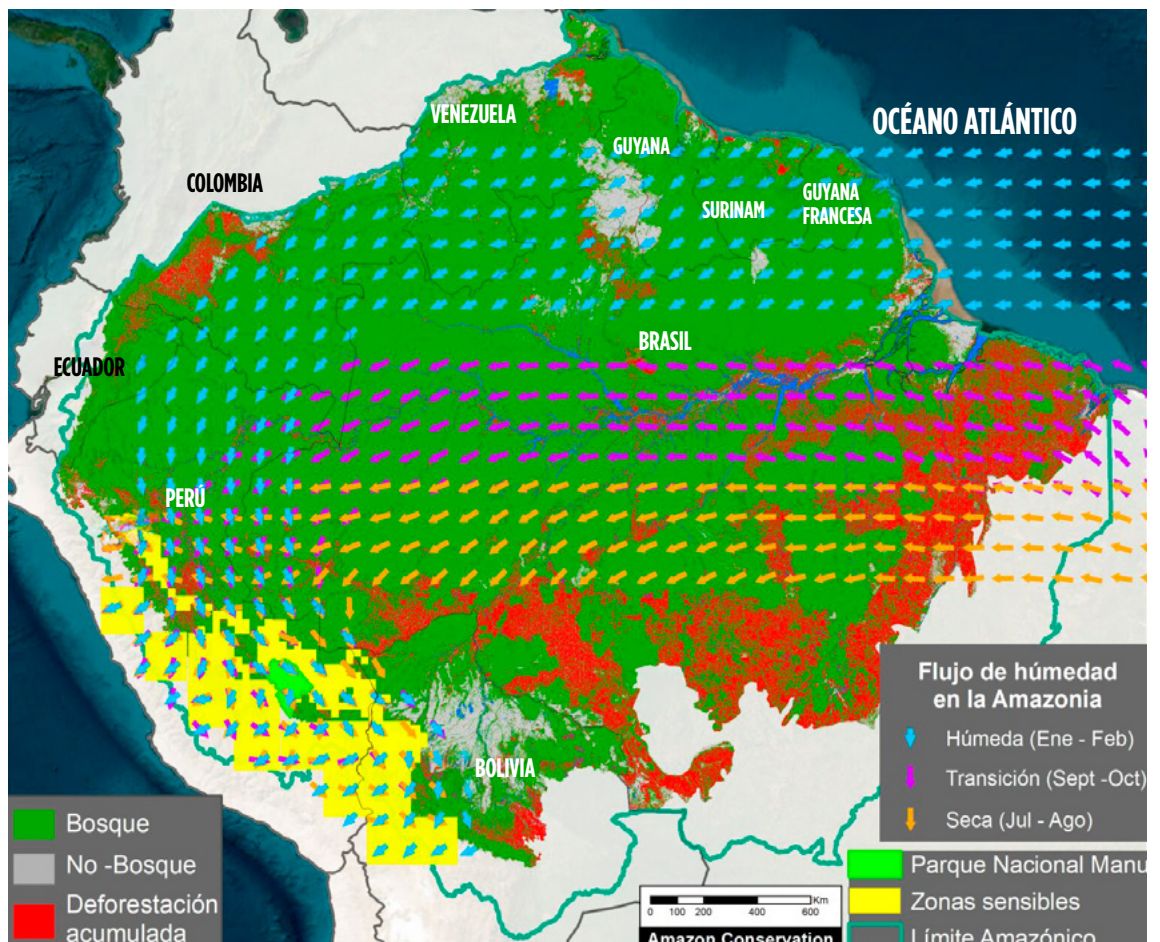 OCÉANO ATLÁNTICO
VENEZUELA
GUYANA
COLOMBIA
SURINAM
GUYANA
FRANCESA
BRASIL
ECUADOR
PERÚ
BOLIVIA
Flujo de húmedad
en la Amazonia
Húmeda (Ene - Feb)
Transición (Sept -Oct)
Seca (Jul - Ago)
Bosque
No -Bosque
Deforestación
acumulada
Parque Nacional Manu
Zonas sensibles
Límite Amazónico
Km
0 100 200 400 600
Amazon Conservation